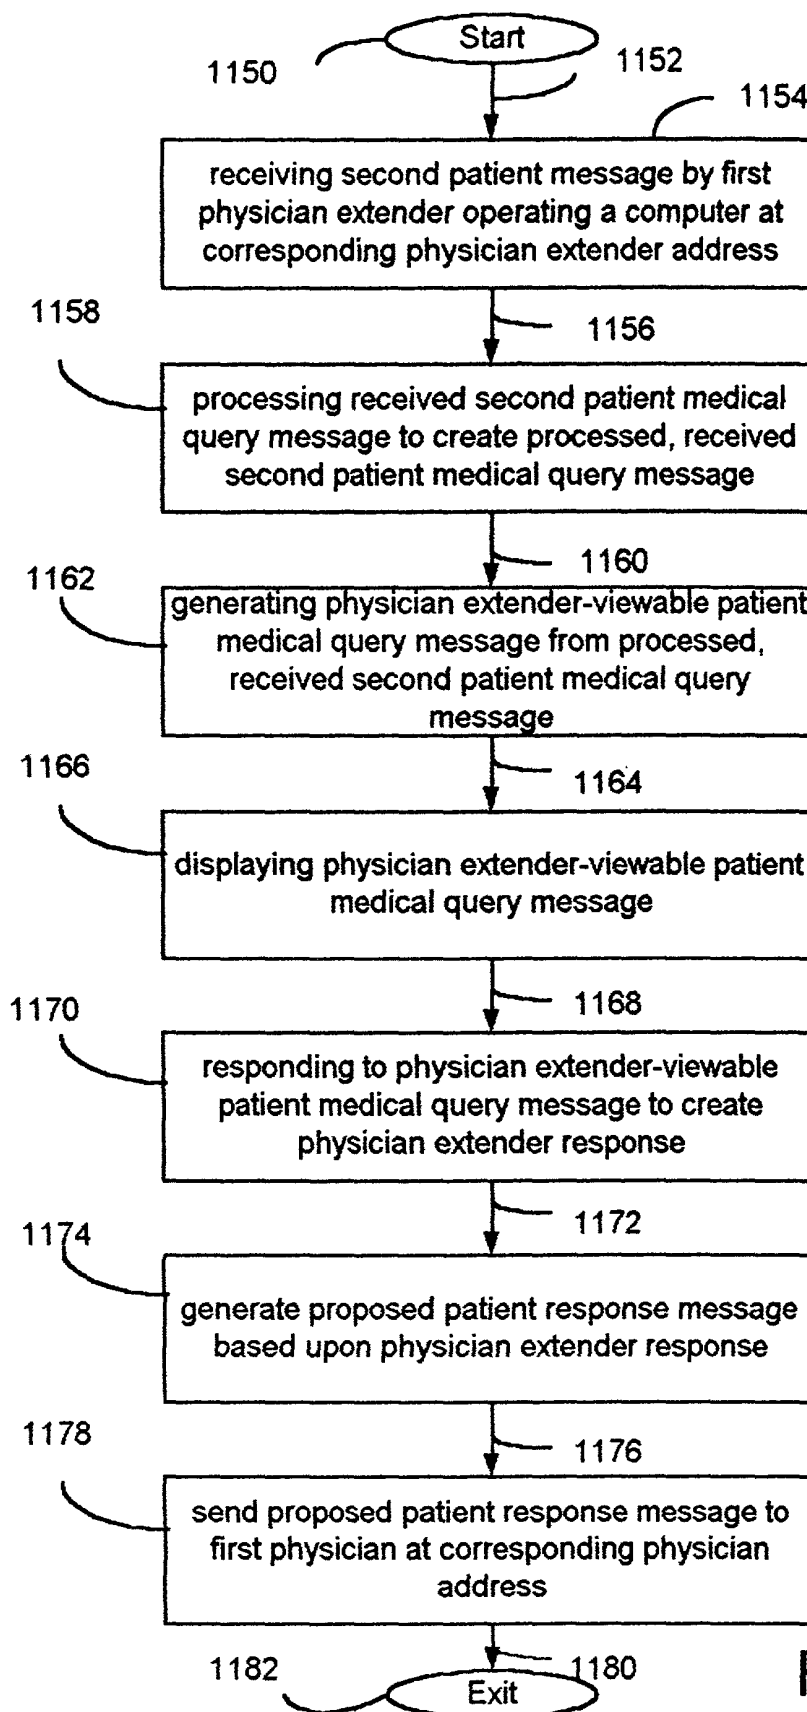 Start
1150
1152
1154
receiving second patient message by first
physician extender operating a computer at
corresponding physician extender address
1158
1156
processing received second patient medical
query message to create processed, received
second patient medical query message
1162
1160
generating physician extender-viewable patient
medical query message from processed,
received second patient medical query
message
1166
1164
displaying physician extender-viewable patient
medical query message
1170
1168
responding to physician extender-viewable
patient medical query message to create
physician extender response
1174
1172
generate proposed patient response message
based upon physician extender response
1178
1176
send proposed patient response message to
first physician at corresponding physician
address
1182
1180
Exit